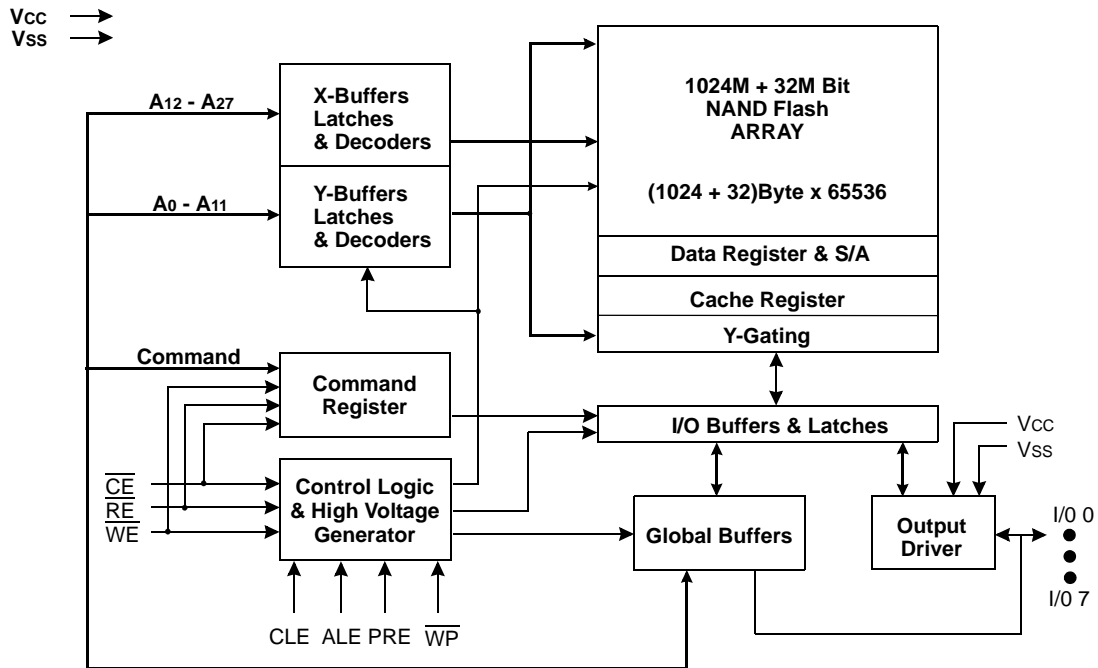 VCC
VSS
A12 - A27
X-Buffers
Latches
& Decoders
A0 - A11
Y-Buffers
Latches
& Decoders
1024M + 32M Bit
NAND Flash
ARRAY
(1024 + 32)Byte x 65536
Data Register & S/A
Cache Register
Y-Gating
Command
Command
Register
I/O Buffers & Latches
VCC
VSS
CE
RE
WE
Control Logic
& High Voltage
Generator
Global Buffers
Output
Driver
I/0 0
I/0 7
CLE ALE PRE WP